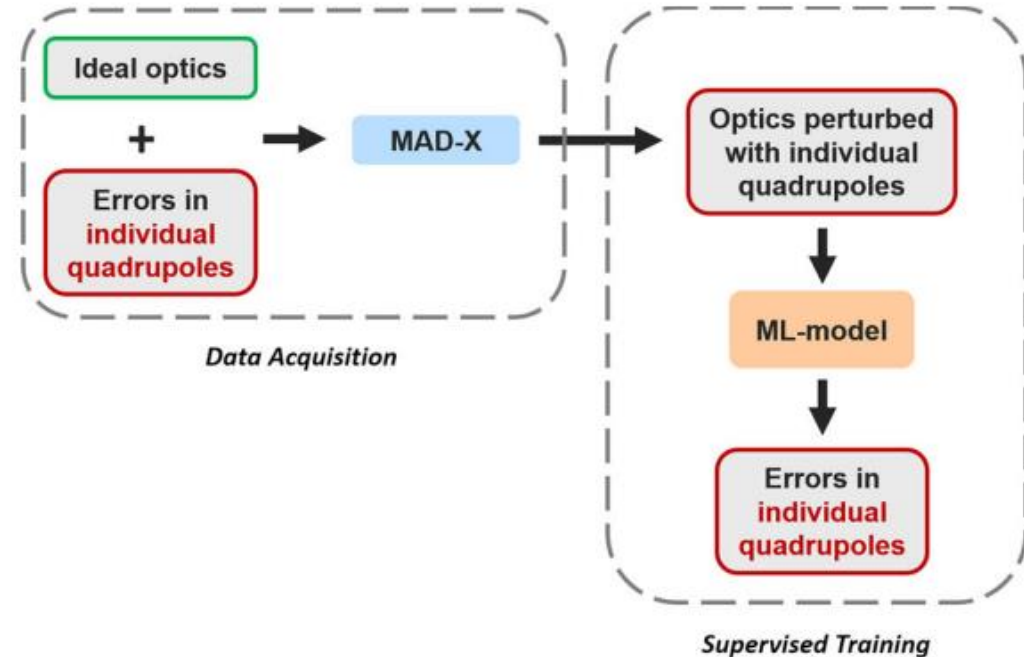 Ideal optics
+
Errors in
individual
quadrupoles
MAD-X
Data Acquisition
Optics perturbed
with individual
quadrupoles
ML-model
Errors in
individual
quadrupoles
Supervised Training